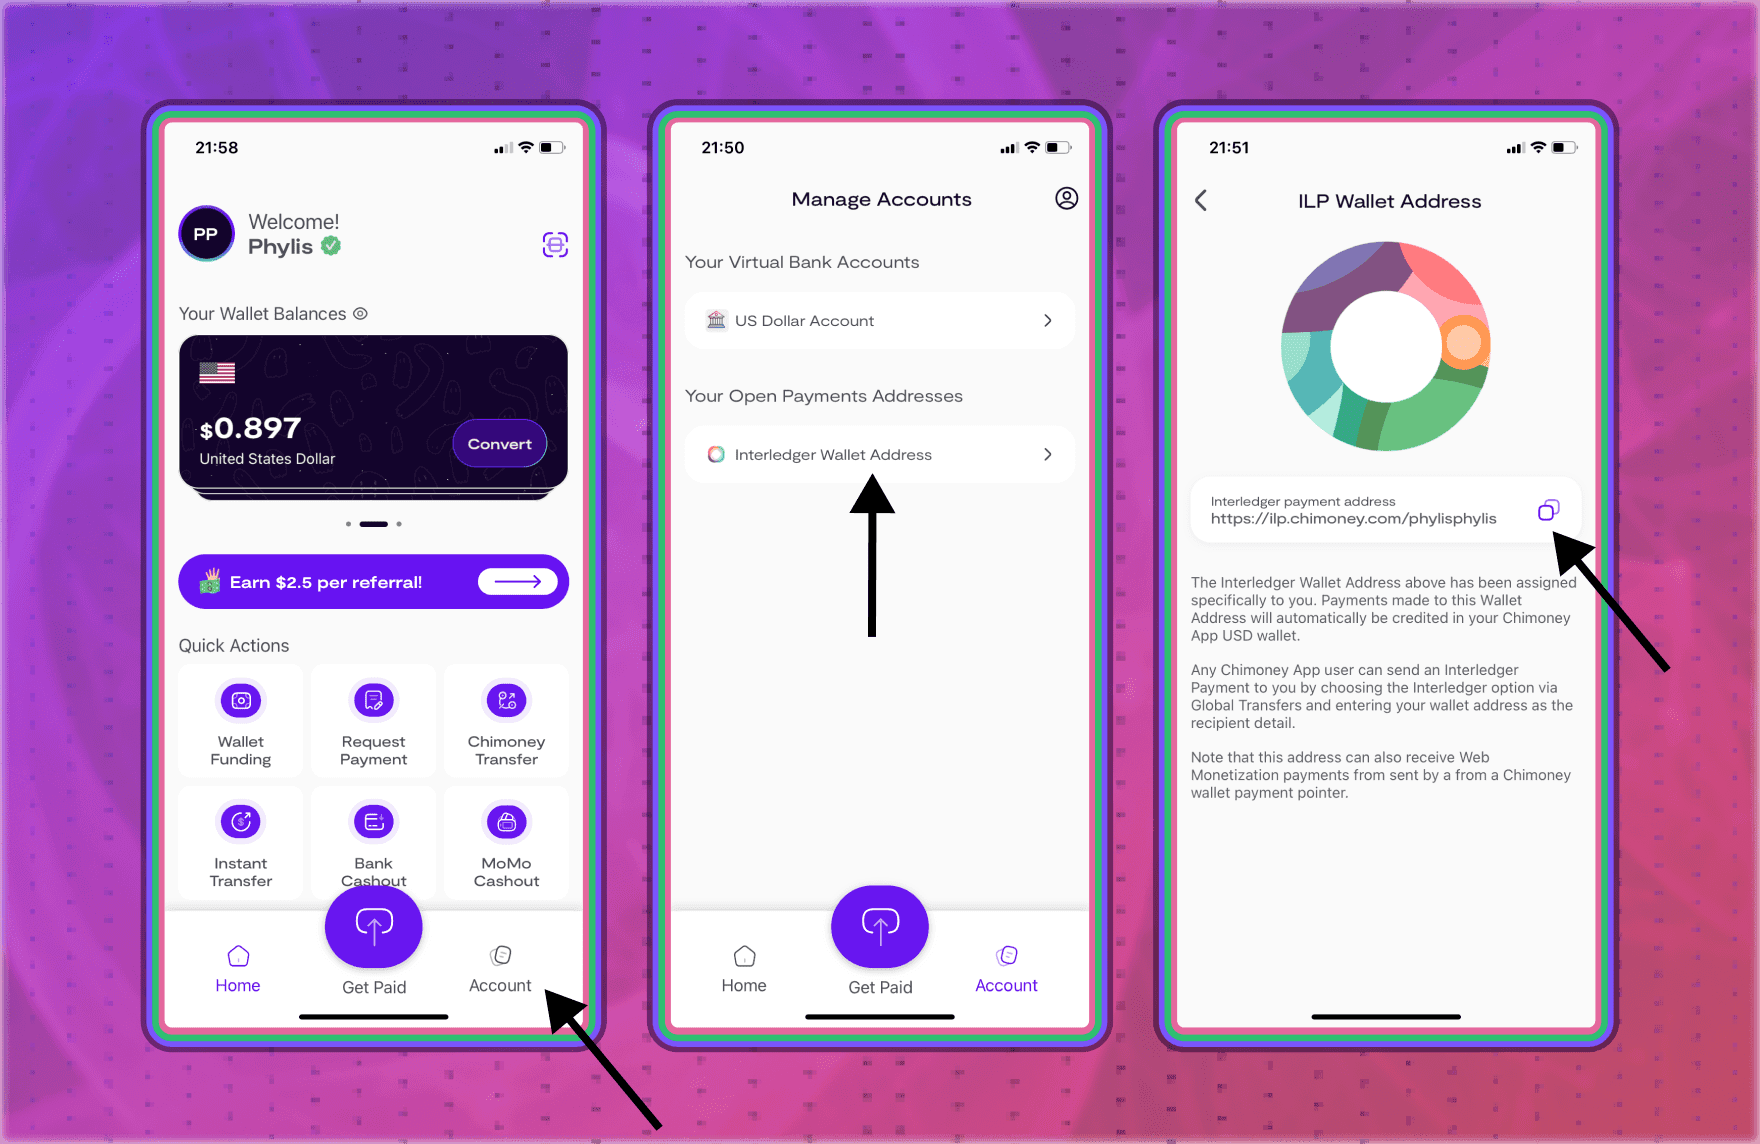 21:58
PP
Welcome!
Phylis
Your Wallet Balances
$0.897
United States Dollar
Convert
Earn $2.5 per referral!
Quick Actions
Wallet
Funding
Request
Payment
Chimoney
Transfer
Instant
Transfer
Bank
Cashout
MoMo
Cashout
Home
Get Paid
Account
21:50
Manage Accounts
Your Virtual Bank Accounts
US Dollar Account
Your Open Payments Addresses
Interledger Wallet Address
Home
Get Paid
Account
21:51
ILP Wallet Address
Interledger payment address
https://ilp.chimoney.com/phylisphylis
The Interledger Wallet Address above has been assigned
specifically to you. Payments made to this Wallet
Address will automatically be credited in your Chimoney
App USD wallet.
Any Chimoney App user can send an Interledger
Payment to you by choosing the Interledger option via
Global Transfers and entering your wallet address as the
recipient detail.
Note that this address can also receive Web
Monetization payments from sent by a from a Chimoney
wallet payment pointer.